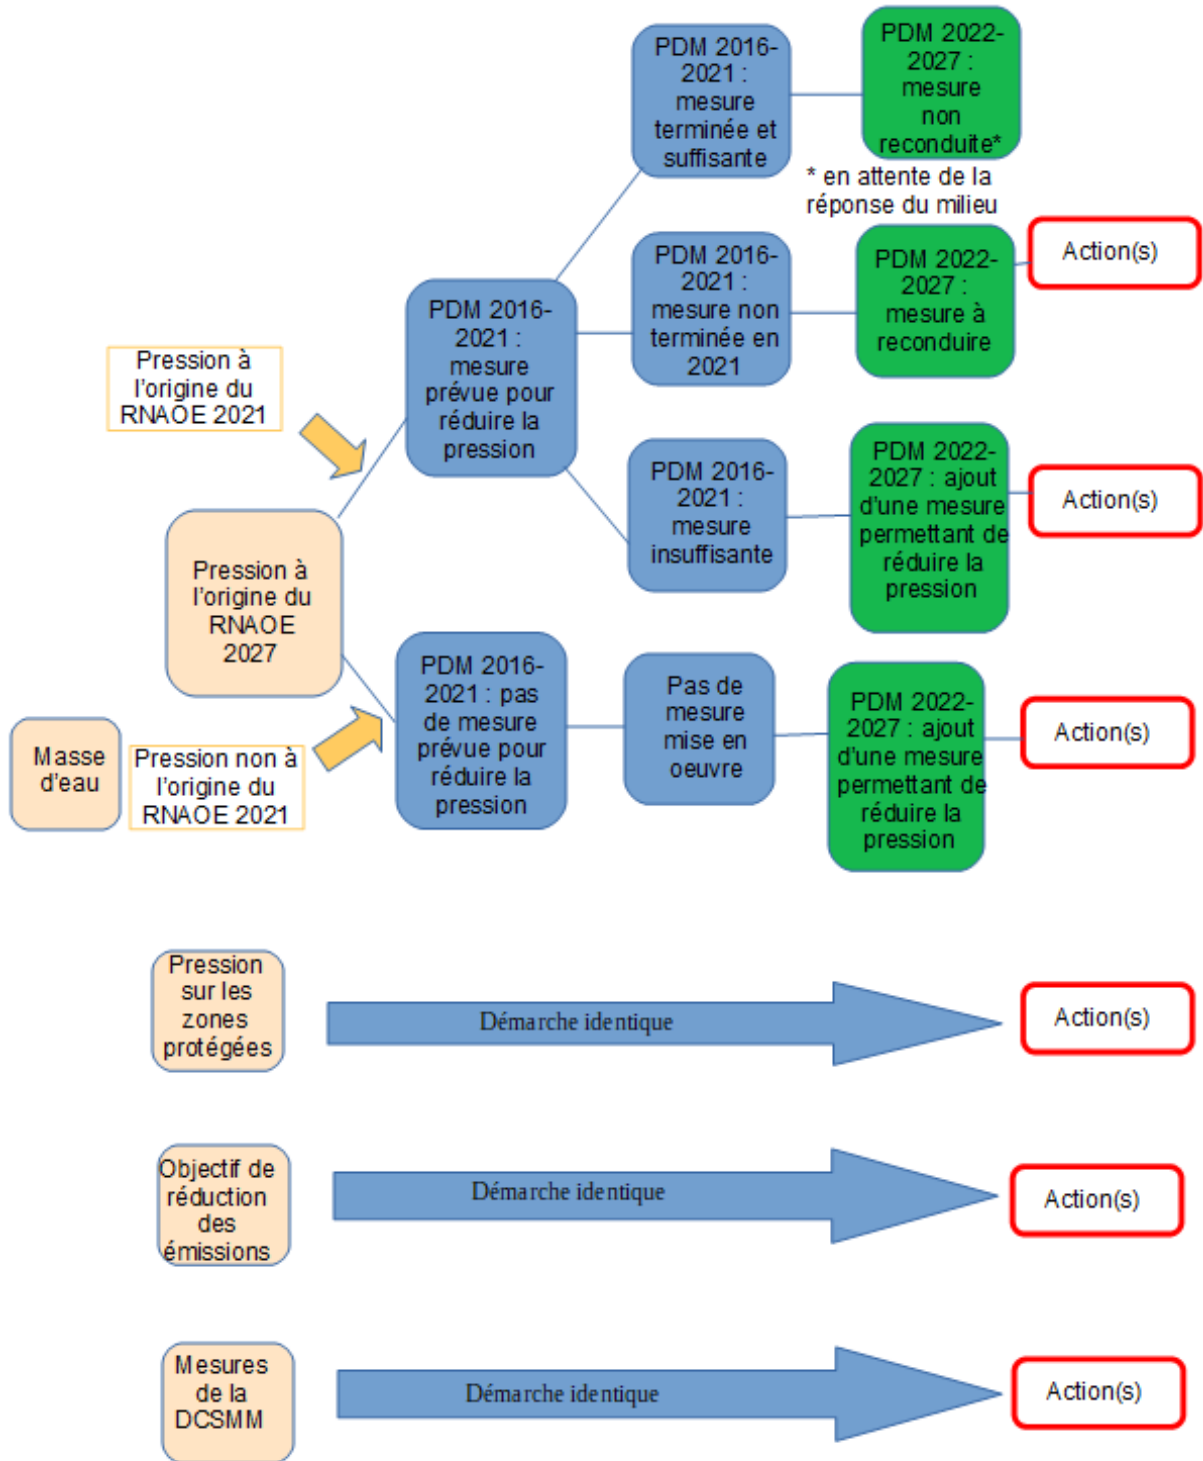 PDM 2016-
2021 :
mesure
terminée et
suffisante
PDM 2022-
2027 :
mesure
non
reconduite*
* en attente de la
réponse du milieu
PDM 2016-
2021 :
mesure non
terminée en
2021
PDM 2022-
2027 :
mesure à
reconduire
Action(s)
Pression à
l'origine du
RNAOE 2021
PDM 2016-
2021 :
mesure
prévue pour
réduire la
pression
PDM 2016-
2021 :
mesure
insuffisante
PDM 2022-
2027 : ajout
d'une mesure
permettant de
réduire la
pression
Action(s)
Pression à
l'origine du
RNAOE
2027
Masse
d'eau
Pression non à
l'origine du
RNAOE 2021
PDM 2016-
2021 : pas
de mesure
prévue pour
réduire la
pression
Pas de
mesure
mise en
oeuvre
PDM 2022-
2027 : ajout
d'une mesure
permettant de
réduire la
pression
Action(s)
Pression
sur les
zones
protégées
Démarche identique
Action(s)
Objectif de
réduction
des
émissions
Démarche identique
Action(s)
Mesures
de la
DCSMM
Démarche identique
Action(s)